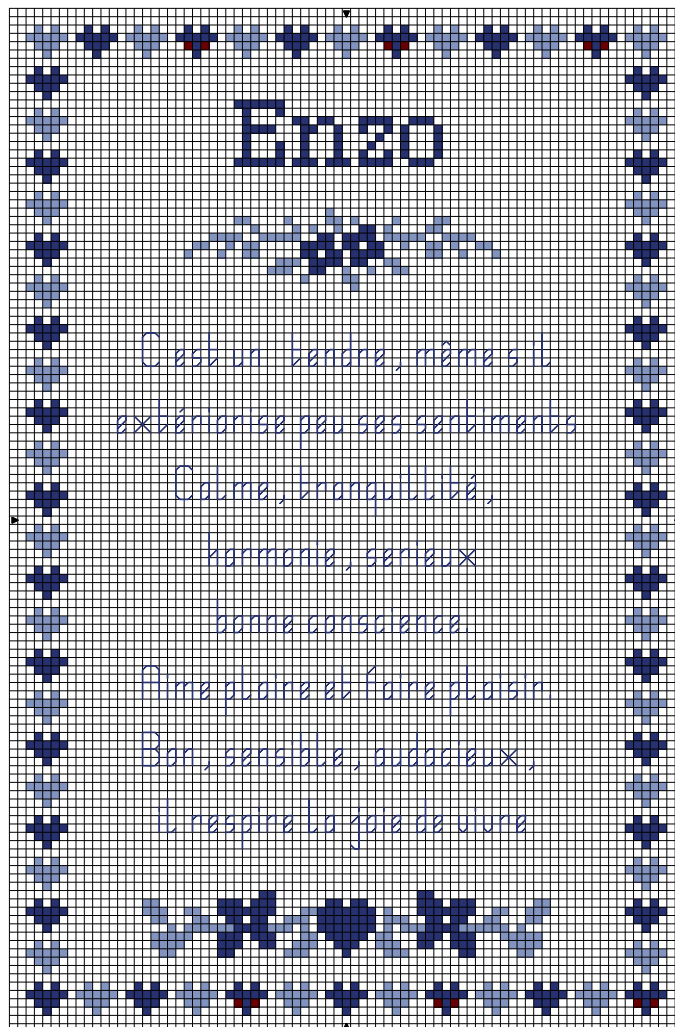 Enzo
C'est un tendre, même s'il
extériorise peu ses sentiments
Calme, tranquillité,
harmonie, serieux
bonne conscience.
Aime plaire et faire plaisir.
Bon, sensible, audacieux,
il respire la joie de vivre